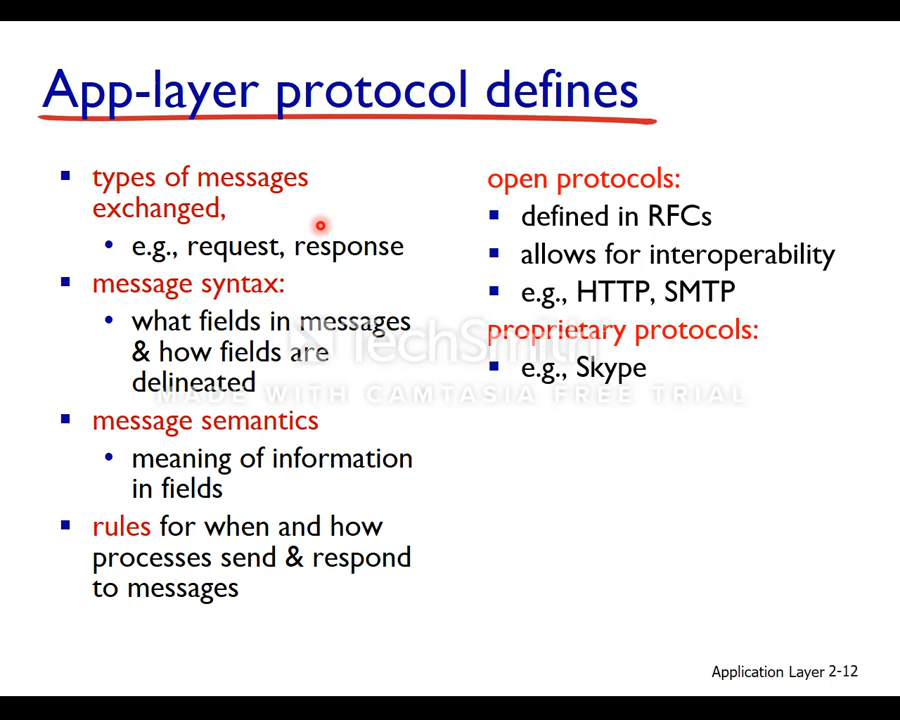 App-layer protocol defines
▪ types of messages
exchanged,
• e.g., request, response
▪ message syntax:
• what fields in messages
& how fields are
delineated
▪ message semantics
• meaning of information
in fields
▪ rules for when and how
processes send & respond
to messages
open protocols:
▪ defined in RFCs
▪ allows for interoperability
▪ e.g., HTTP, SMTP
proprietary protocols:
▪ e.g., Skype
TechSmith
MADE WITH CAMTASIA FREE TRIAL
Application Layer 2-12